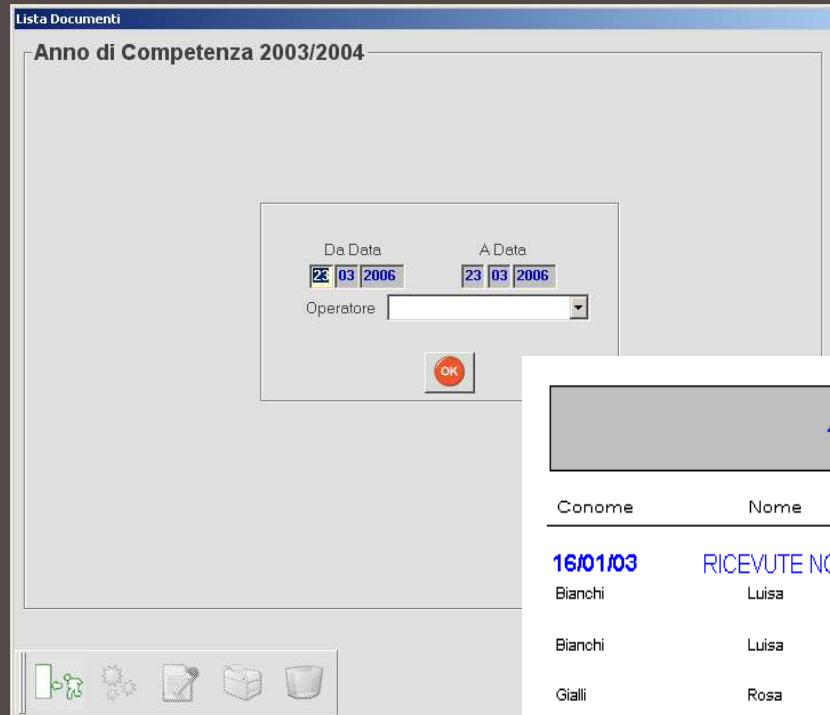 Lista Documenti
Anno di Competenza 2003/2004
Da Data A Data
23 03 2006 23 03 2006
Operatore
OK
Conome Nome
16/01/03 RICEVUTE
Bianchi Luisa
Bianchi Luisa
Gialli Rosa